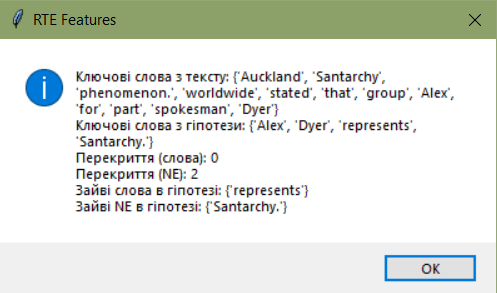 RTE Features
Ключові слова з тексту: {'Auckland', 'Santarchy',
'phenomenon.', 'worldwide', 'stated', 'that', 'group', 'Alex',
'for', 'part', 'spokesman', 'Dyer'}
Ключові слова з гіпотези: {'Alex', 'Dyer', 'represents',
'Santarchy.'}
Перекриття (слова): 0
Перекриття (NE): 2
Зайві слова в гіпотезі: {'represents'}
Зайві NE в гіпотезі: {'Santarchy.'}
OK